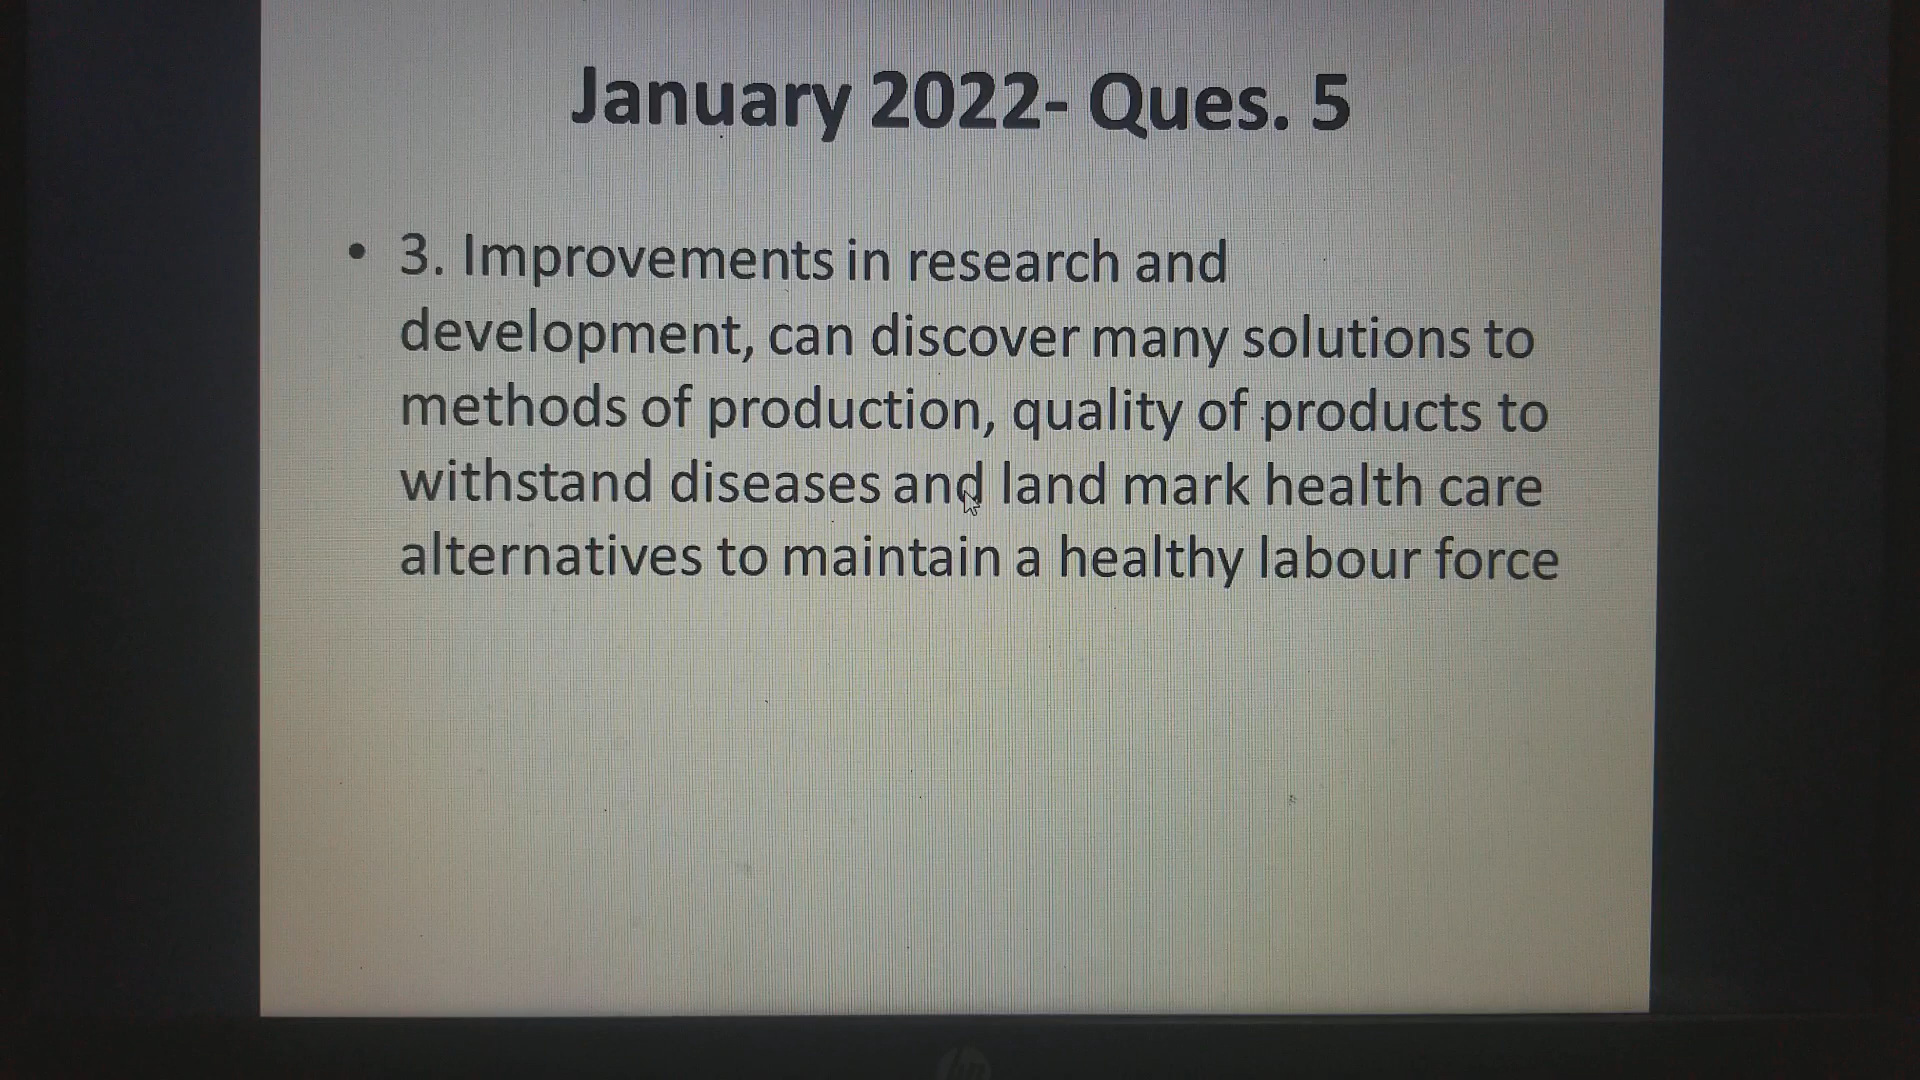 January 2022- Ques. 5
• 3. Improvements in research and
development, can discover many solutions to
methods of production, quality of products to
withstand diseases and land mark health care
alternatives to maintain a healthy labour force
hp